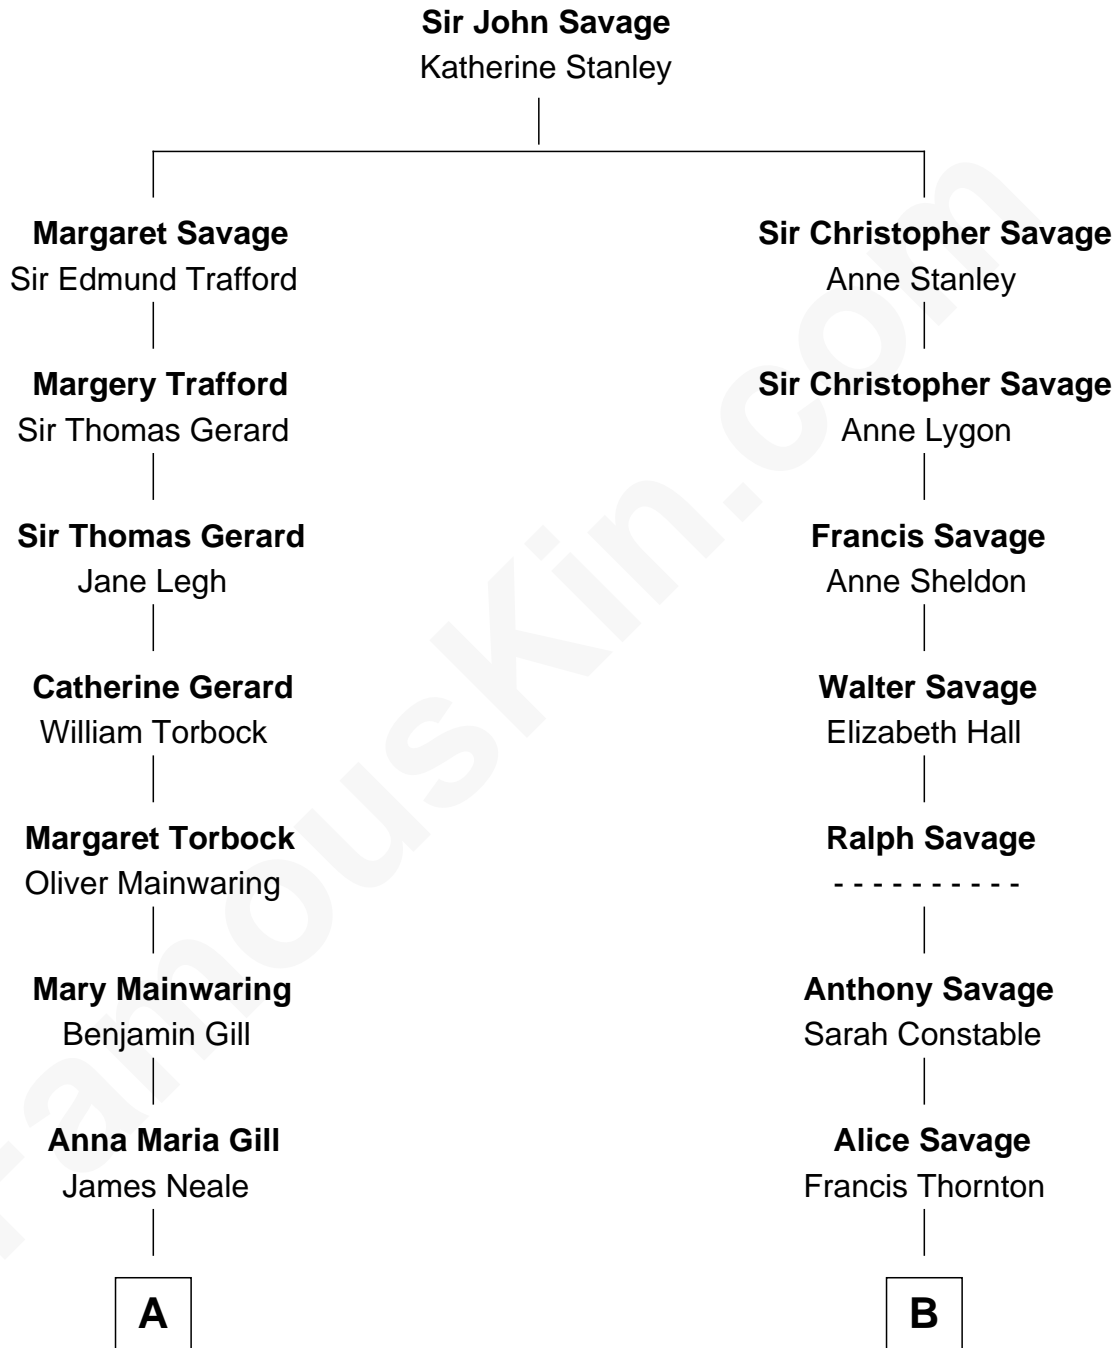 Sir John Savage
Katherine Stanley
Margaret Savage
Sir Edmund Trafford
Sir Christopher Savage
Anne Stanley
Margery Trafford
Sir Thomas Gerard
Sir Christopher Savage
Anne Lygon
Sir Thomas Gerard
Jane Legh
Francis Savage
Anne Sheldon
Catherine Gerard
William Torbock
Walter Savage
Elizabeth Hall
Margaret Torbock
Oliver Mainwaring
Ralph Savage
- - - - - - - - - -
Mary Mainwaring
Benjamin Gill
Anthony Savage
Sarah Constable
Anna Maria Gill
James Neale
Alice Savage
Francis Thornton
A
B
FamousKin.com